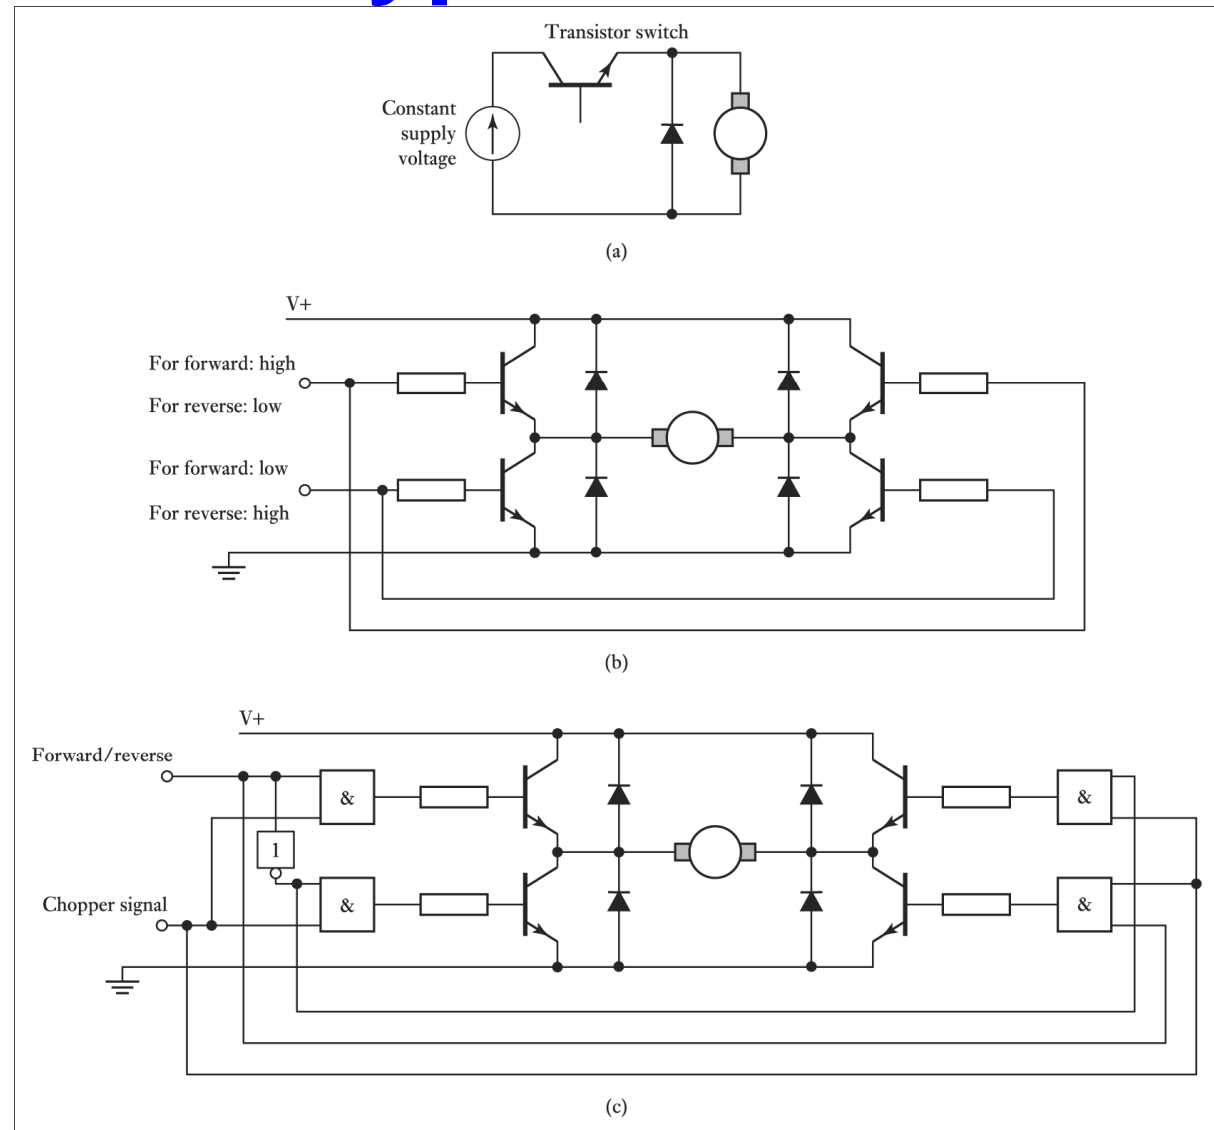 Transistor switch
Constant
supply
voltage
(a)
V+
For forward: high
For reverse: low
For forward: low
For reverse: high
(b)
V+
Forward/reverse
&
&
1
Chopper signal
&
&
(c)